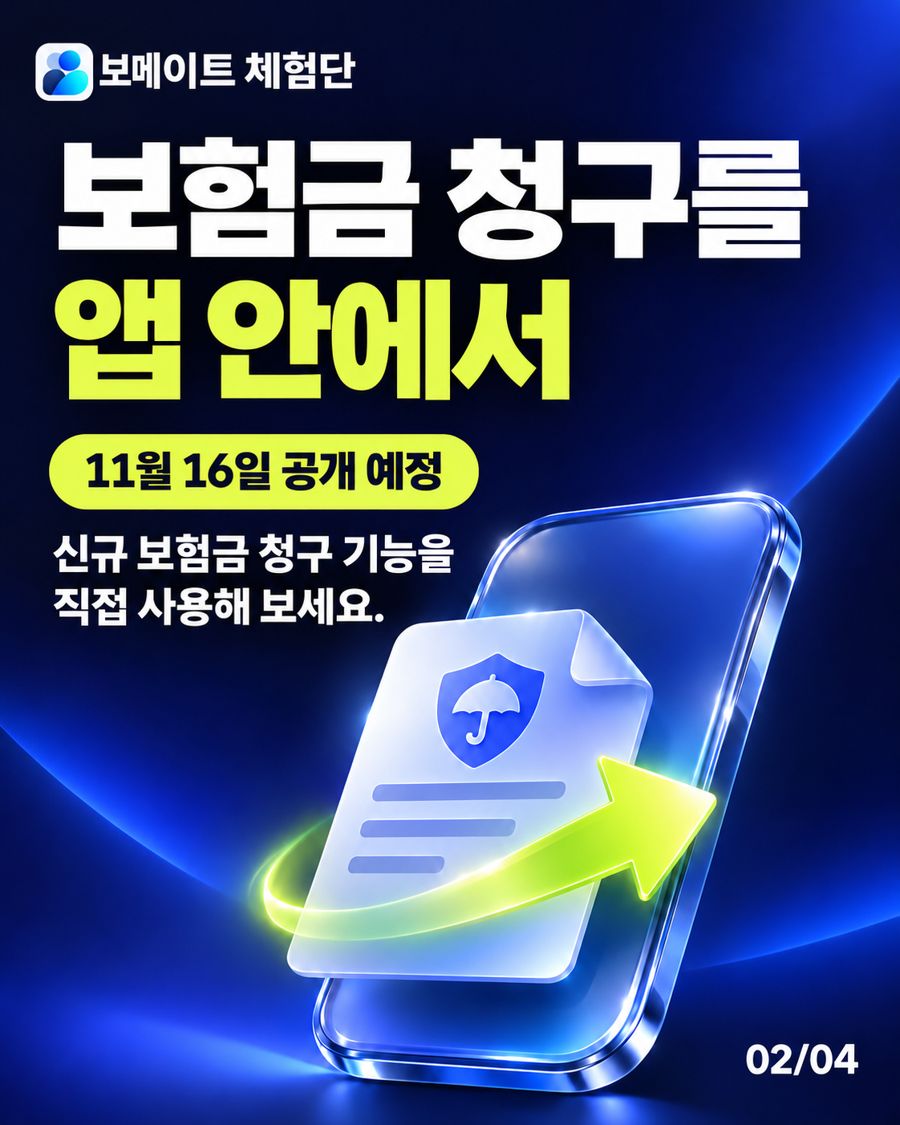 보메이트 체험단
보험금 청구를
앱 안에서
11월 16일 공개 예정
신규 보험금 청구 기능을
직접 사용해 보세요.
02/04